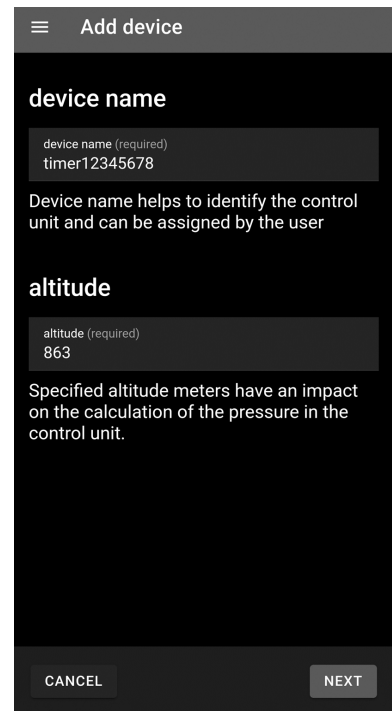 Add device
device name
device name (required)
timer12345678
Device name helps to identify the control
unit and can be assigned by the user
altitude
altitude (required)
863
Specified altitude meters have an impact
on the calculation of the pressure in the
control unit.
CANCEL
NEXT